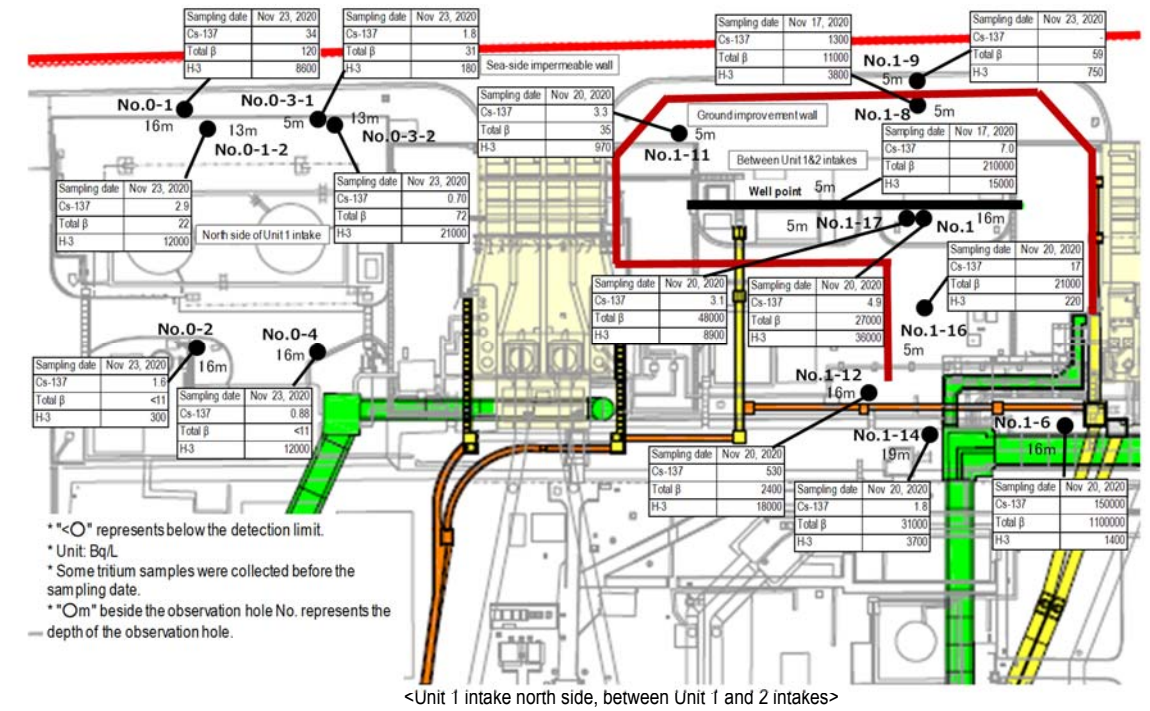 Sampling date Nov 23, 2020
Cs-137 34
Total β 120
H-3 8600
Sampling date Nov 23, 2020
Cs-137 1.8
Total β 31
H-3 180
Sampling date Nov 17, 2020
Cs-137 1300
Total β 11000
H-3 3800
Sampling date Nov 23, 2020
Cs-137 -
Total β 59
H-3 750
Sea-side impermeable wall
No.1-9
5m
No.0-1
16m
No.0-3-1
5m
13m
No.0-3-2
13m
No.0-1-2
Sampling date Nov 20, 2020
Cs-137 3.3
Total β 35
H-3 970
5m
No.1-11
Ground improvement wall
5m
No.1-8
Sampling date Nov 17, 2020
Cs-137 7.0
Total β 210000
H-3 15000
Between Unit 1&2 intakes
Well point 5m
Sampling date Nov 23, 2020
Cs-137 2.9
Total β 22
H-3 12000
North side of Unit 1 intake
Sampling date Nov 23, 2020
Cs-137 0.70
Total β 72
H-3 21000
5m No.1-17
No.1 16m
Sampling date Nov 20, 2020
Cs-137 17
Total β 21000
H-3 220
Sampling date Nov 20, 2020
Cs-137 3.1
Total β 48000
H-3 8900
Sampling date Nov 20, 2020
Cs-137 4.9
Total β 27000
H-3 36000
No.1-16
5m
No.0-2
16m
No.0-4
16m
Sampling date Nov 23, 2020
Cs-137 1.6
Total β <11
H-3 300
Sampling date Nov 23, 2020
Cs-137 0.88
Total β <11
H-3 12000
No.1-12
16m
No.1-14
19m
No.1-6
16m
Sampling date Nov 20, 2020
Cs-137 530
Total β 2400
H-3 18000
Sampling date Nov 20, 2020
Cs-137 1.8
Total β 31000
H-3 3700
Sampling date Nov 20, 2020
Cs-137 150000
Total β 1100000
H-3 1400
* "<O" represents below the detection limit.
* Unit: Bq/L
* Some tritium samples were collected before the
sampling date.
* "Om" beside the observation hole No. represents the
depth of the observation hole.
<Unit 1 intake north side, between Unit 1 and 2 intakes>